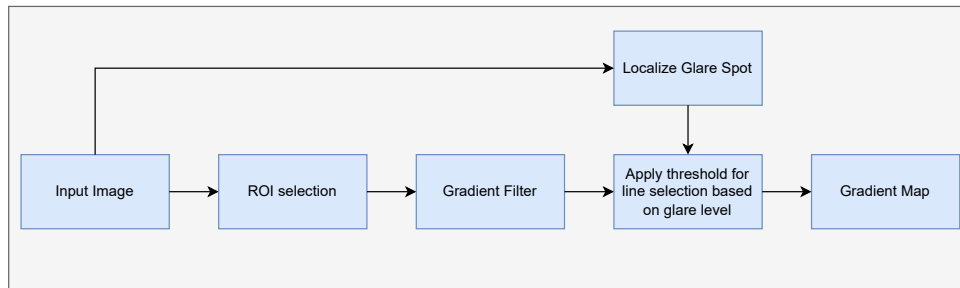 Localize Glare Spot
Input Image
ROI selection
Gradient Filter
Apply threshold for
line selection based
on glare level
Gradient Map